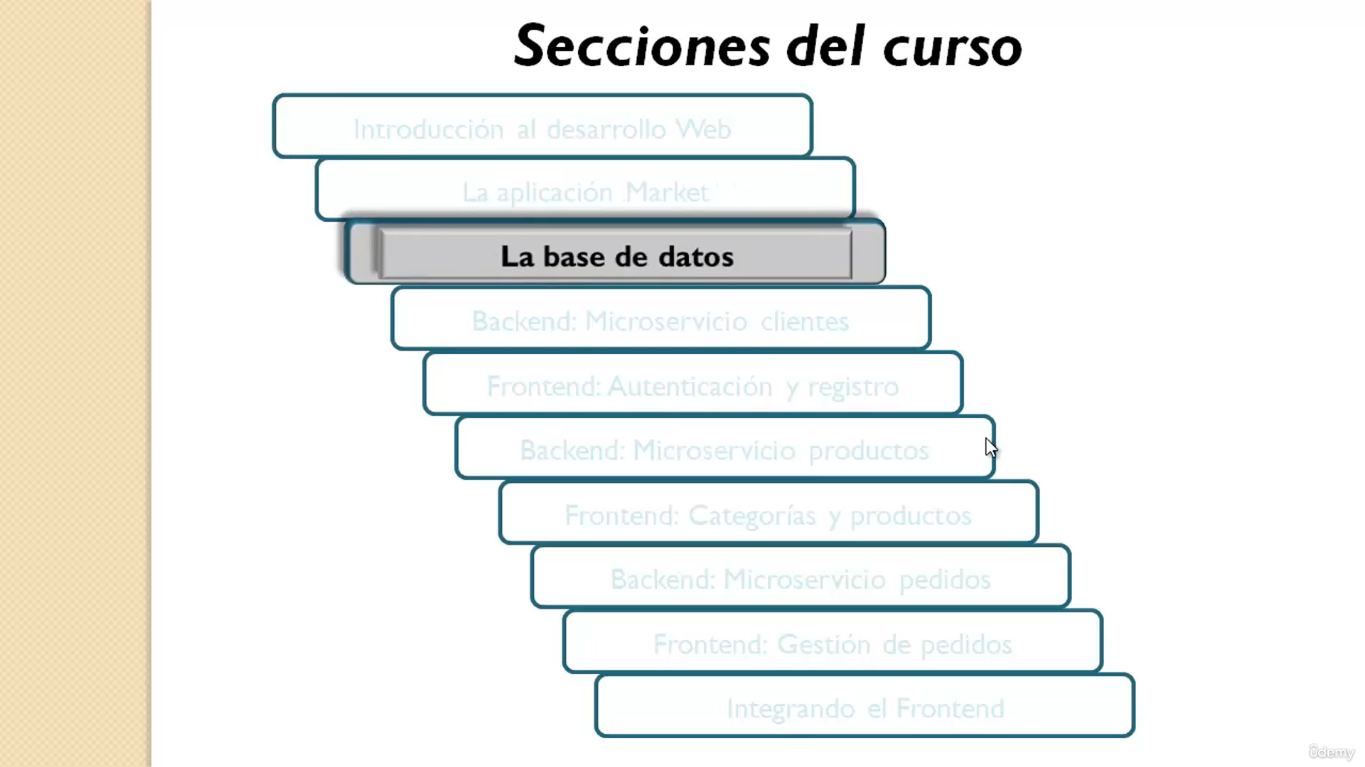 Secciones del curso
Introducción al desarrollo Web
La aplicación Market
La base de datos
Backend: Microservicio clientes
Frontend: Autenticación y registro
Backend: Microservicio productos
Frontend: Categorías y productos
Backend: Microservicio pedidos
Frontend: Gestión de pedidos
Integrando el Frontend
ûdemy